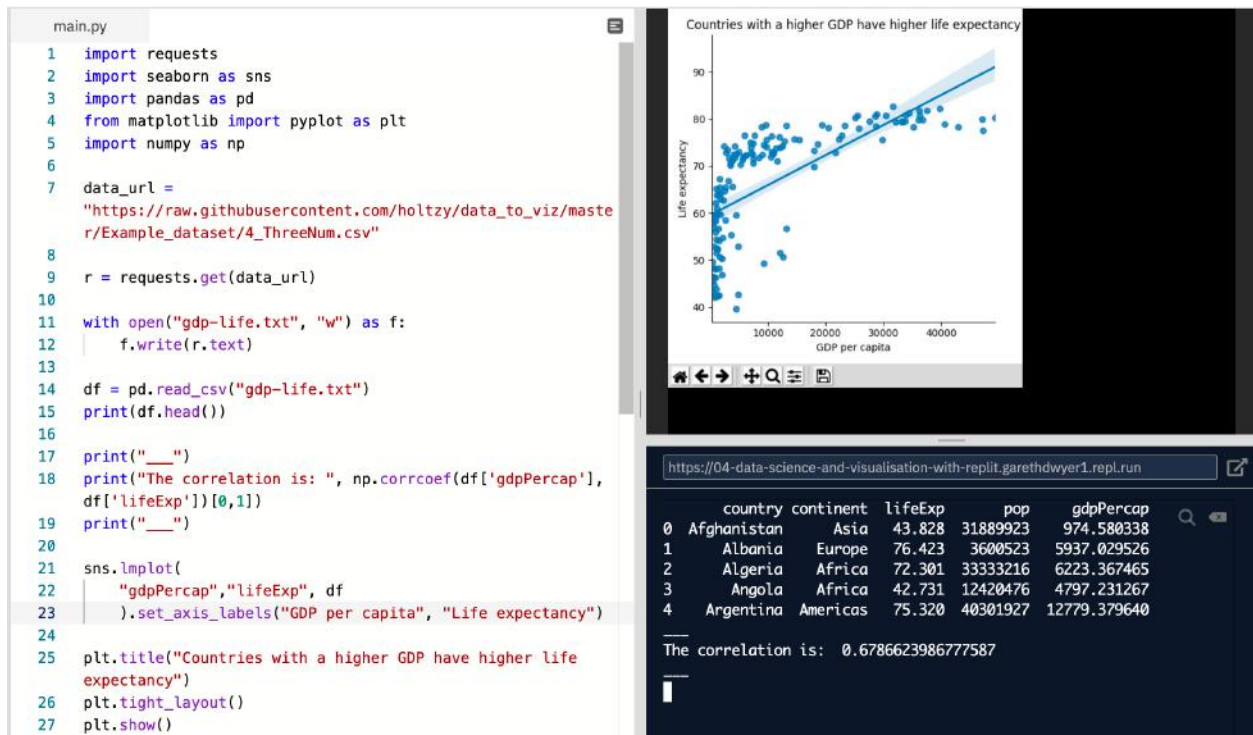 main.py
1 import requests
2 import seaborn as sns
3 import pandas as pd
4 from matplotlib import pyplot as plt
5 import numpy as np
6
7 data_url =
"https://raw.githubusercontent.com/holtzy/data_to_viz/maste
r/Example_dataset/4_ThreeNum.csv"
8
9 r = requests.get(data_url)
10
11 with open("gdp-life.txt", "w") as f:
12 f.write(r.text)
13
14 df = pd.read_csv("gdp-life.txt")
15 print(df.head())
16
17 print("___")
18 print("The correlation is: ", np.corrcoef(df['gdpPercap'],
df['lifeExp'])[0,1])
19 print("___")
20
21 sns.lmplot(
22 "gdpPercap","lifeExp", df
23 ).set_axis_labels("GDP per capita", "Life expectancy")
24
25 plt.title("Countries with a higher GDP have higher life
expectancy")
26 plt.tight_layout()
27 plt.show()
Countries with a higher GDP have higher life expectancy
90
80
70
60
50
40
Life expectancy
10000 20000 30000 40000
GDP per capita
https://04-data-science-and-visualisation-with-replit.garethdwyer1.repl.run
country continent lifeExp pop gdpPercap
0 Afghanistan Asia 43.828 31889923 974.580338
1 Albania Europe 76.423 3600523 5937.029526
2 Algeria Africa 72.301 33333216 6223.367465
3 Angola Africa 42.731 12420476 4797.231267
4 Argentina Americas 75.320 40301927 12779.379640
___
The correlation is: 0.6786623986777587
___